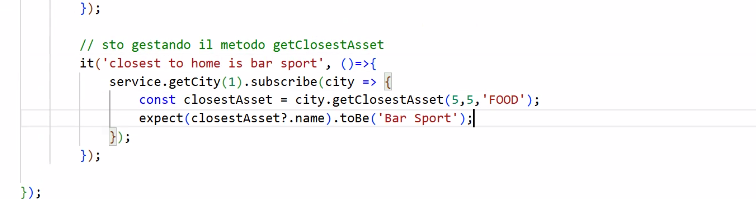 });
// sto gestando il metodo getClosestAsset
it('closest to home is bar sport', ()=>{
service.getCity(1).subscribe(city => {
const closestAsset = city.getClosestAsset(5,5,'FOOD');
expect(closestAsset?.name).toBe('Bar Sport');
});
});
});